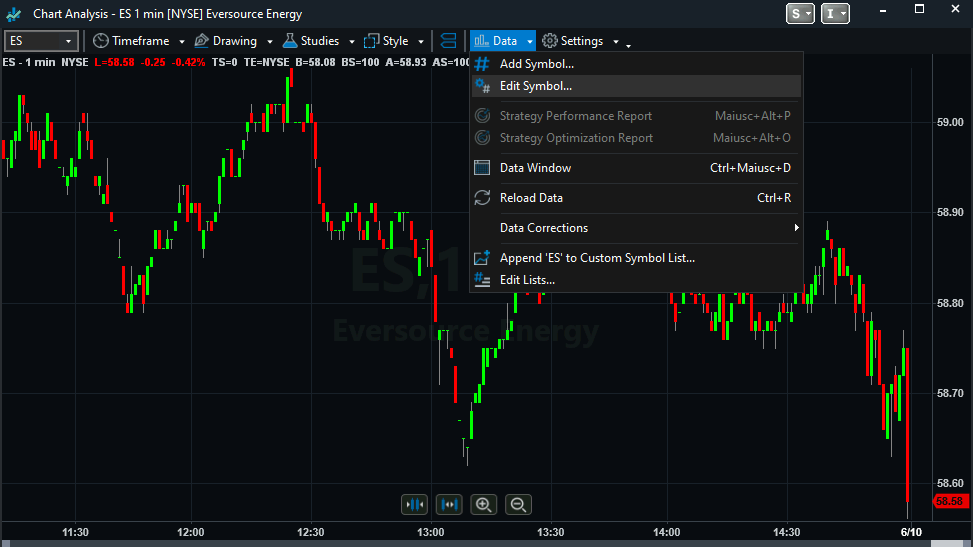 Chart Analysis - ES 1 min [NYSE] Eversource Energy
S I
ES Timeframe Drawing Studies Style Data Settings
ES - 1 min NYSE L=58.58 -0.25 -0.42% TS=0 TE=NYSE B=58.08 BS=100 A=58.93 AS=100
Add Symbol...
Edit Symbol...
Strategy Performance Report Maiusc+Alt+P
Strategy Optimization Report Maiusc+Alt+O
Data Window Ctrl+Maiusc+D
Reload Data Ctrl+R
Data Corrections
Append 'ES' to Custom Symbol List...
Edit Lists...
ES,1
Eversource Energy
59.00
58.90
58.80
58.70
58.60
58.58
11:30 12:00 12:30 13:00 13:30 14:00 14:30 6/10